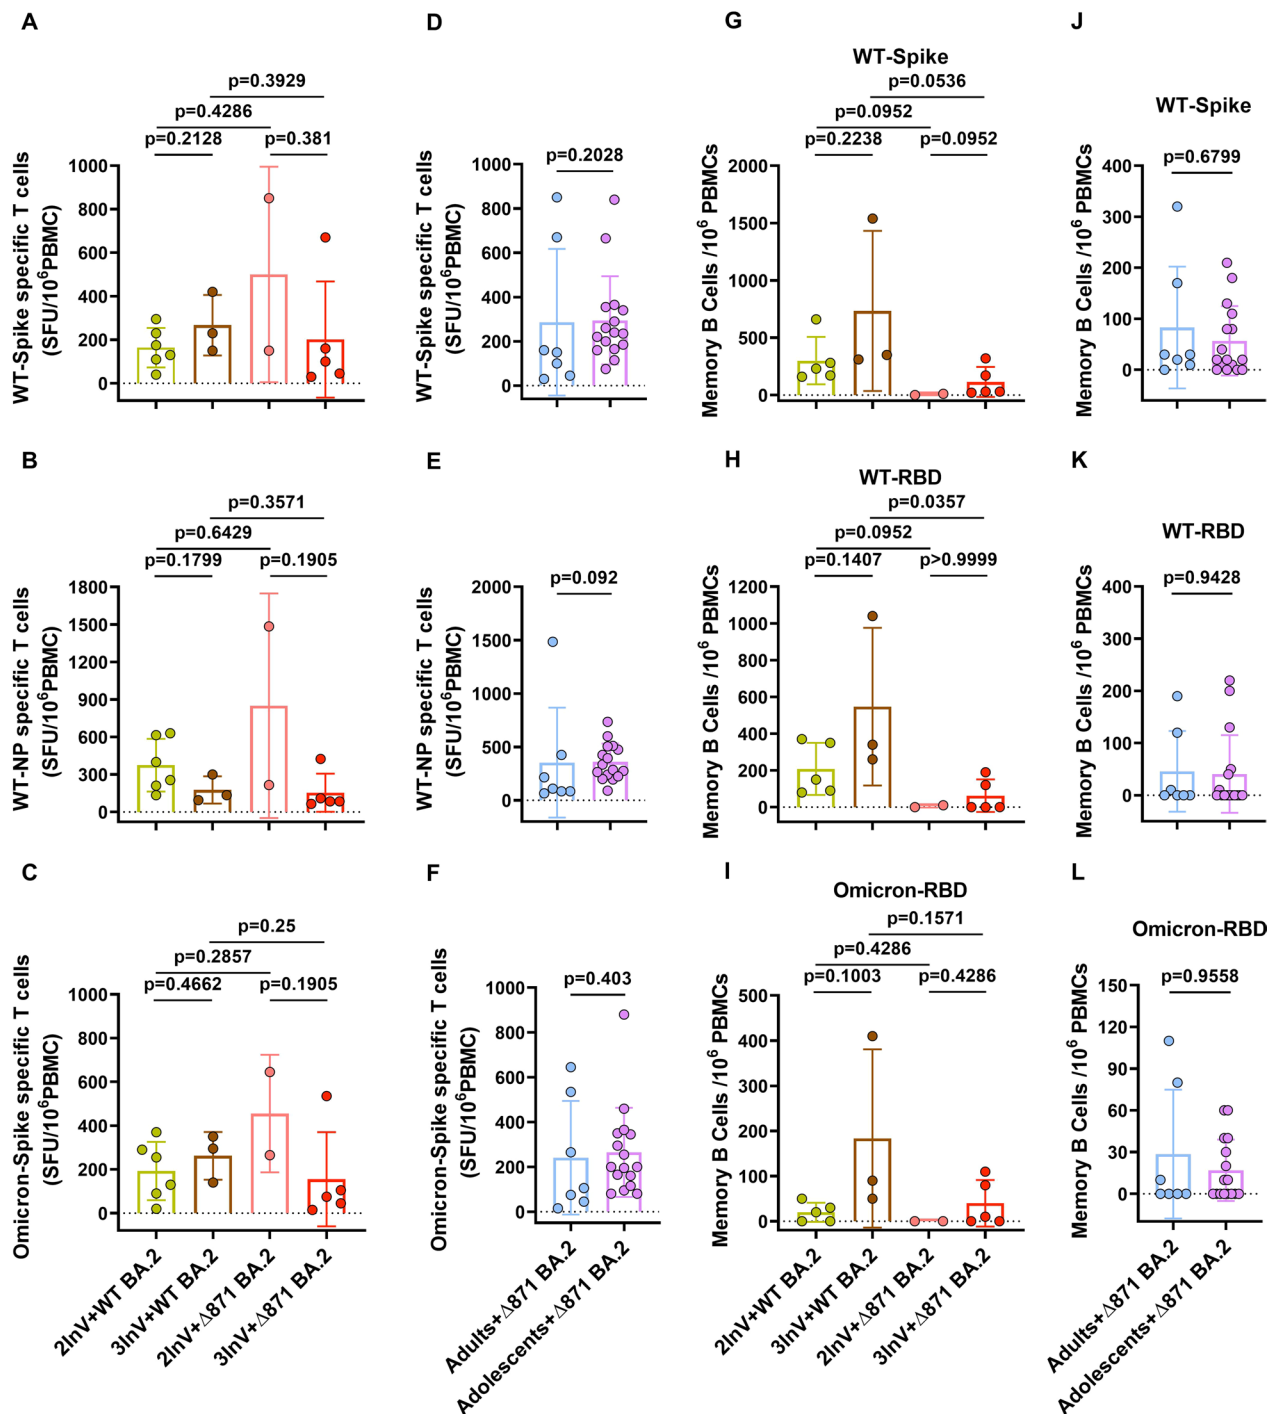 A
p=0.3929
p=0.4286
p=0.2128
p=0.381
WT-Spike specific T cells
(SFU/10⁶PBMC)
1000
800
600
400
200
0
D
p=0.2028
WT-Spike specific T cells
(SFU/10⁶PBMC)
1000
800
600
400
200
0
G
WT-Spike
p=0.0536
p=0.0952
p=0.2238
p=0.0952
Memory B Cells /10⁶ PBMCs
2000
1500
1000
500
0
J
WT-Spike
p=0.6799
Memory B Cells /10⁶ PBMCs
400
300
200
100
0
B
p=0.3571
p=0.6429
p=0.1799
p=0.1905
WT-NP specific T cells
(SFU/10⁶PBMC)
1800
1500
1200
900
600
300
0
E
p=0.092
WT-NP specific T cells
(SFU/10⁶PBMC)
2000
1500
1000
500
0
H
WT-RBD
p=0.0357
p=0.0952
p=0.1407
p>0.9999
Memory B Cells /10⁶ PBMCs
1200
1000
800
600
400
200
0
K
WT-RBD
p=0.9428
Memory B Cells /10⁶ PBMCs
400
300
200
100
0
C
p=0.25
p=0.2857
p=0.4662
p=0.1905
Omicron-Spike specific T cells
(SFU/10⁶PBMC)
1000
800
600
400
200
0
2InV+WT BA.2
3InV+WT BA.2
2InV+Δ871 BA.2
3InV+Δ871 BA.2
F
p=0.403
Omicron-Spike specific T cells
(SFU/10⁶PBMC)
1000
800
600
400
200
0
Adults+Δ871 BA.2
Adolescents+Δ871 BA.2
I
Omicron-RBD
p=0.1571
p=0.4286
p=0.1003
p=0.4286
Memory B Cells /10⁶ PBMCs
500
400
300
200
100
0
2InV+WT BA.2
3InV+WT BA.2
2InV+Δ871 BA.2
3InV+Δ871 BA.2
L
Omicron-RBD
p=0.9558
Memory B Cells /10⁶ PBMCs
150
120
90
60
30
0
Adults+Δ871 BA.2
Adolescents+Δ871 BA.2